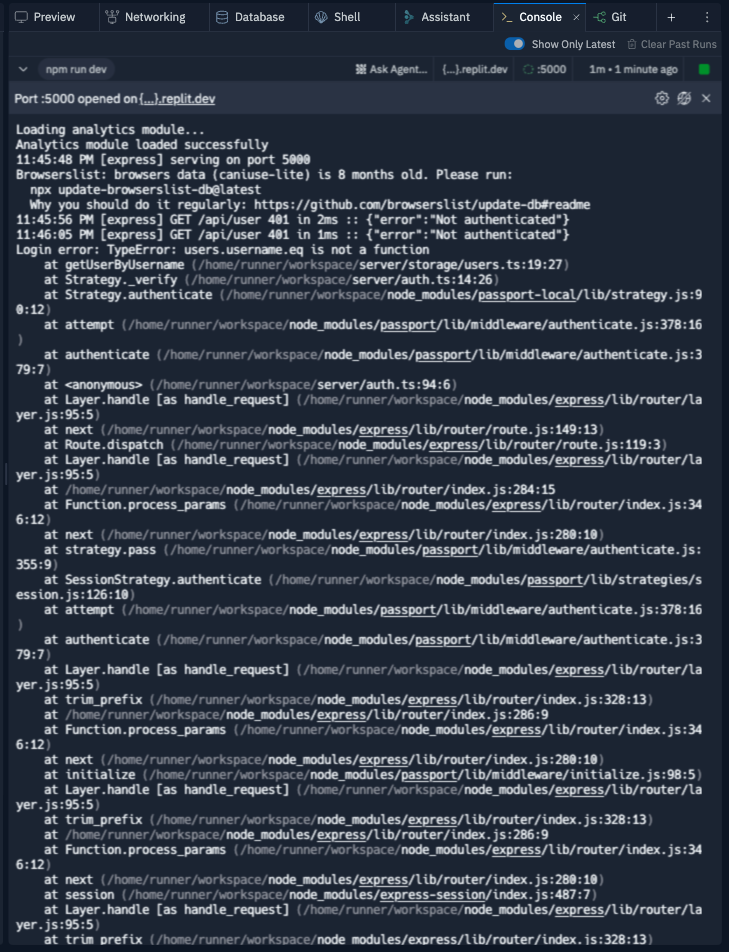 Preview Networking Database Shell Assistant Console × Git + ⋮
Show Only Latest Clear Past Runs
npm run dev Ask Agent... {...}.replit.dev :5000 1m • 1 minute ago
Port :5000 opened on {...}.replit.dev ×
Loading analytics module...
Analytics module loaded successfully
11:45:48 PM [express] serving on port 5000
Browserslist: browsers data (caniuse-lite) is 8 months old. Please run:
  npx update-browserslist-db@latest
  Why you should do it regularly: https://github.com/browserslist/update-db#readme
11:45:56 PM [express] GET /api/user 401 in 2ms :: {"error":"Not authenticated"}
11:46:05 PM [express] GET /api/user 401 in 1ms :: {"error":"Not authenticated"}
Login error: TypeError: users.username.eq is not a function
    at getUserByUsername (/home/runner/workspace/server/storage/users.ts:19:27)
    at Strategy._verify (/home/runner/workspace/server/auth.ts:14:26)
    at Strategy.authenticate (/home/runner/workspace/node_modules/passport-local/lib/strategy.js:9
0:12)
    at attempt (/home/runner/workspace/node_modules/passport/lib/middleware/authenticate.js:378:16
)
    at authenticate (/home/runner/workspace/node_modules/passport/lib/middleware/authenticate.js:3
79:7)
    at <anonymous> (/home/runner/workspace/server/auth.ts:94:6)
    at Layer.handle [as handle_request] (/home/runner/workspace/node_modules/express/lib/router/la
yer.js:95:5)
    at next (/home/runner/workspace/node_modules/express/lib/router/route.js:149:13)
    at Route.dispatch (/home/runner/workspace/node_modules/express/lib/router/route.js:119:3)
    at Layer.handle [as handle_request] (/home/runner/workspace/node_modules/express/lib/router/la
yer.js:95:5)
    at /home/runner/workspace/node_modules/express/lib/router/index.js:284:15
    at Function.process_params (/home/runner/workspace/node_modules/express/lib/router/index.js:34
6:12)
    at next (/home/runner/workspace/node_modules/express/lib/router/index.js:280:10)
    at strategy.pass (/home/runner/workspace/node_modules/passport/lib/middleware/authenticate.js:
355:9)
    at SessionStrategy.authenticate (/home/runner/workspace/node_modules/passport/lib/strategies/s
ession.js:126:10)
    at attempt (/home/runner/workspace/node_modules/passport/lib/middleware/authenticate.js:378:16
)
    at authenticate (/home/runner/workspace/node_modules/passport/lib/middleware/authenticate.js:3
79:7)
    at Layer.handle [as handle_request] (/home/runner/workspace/node_modules/express/lib/router/la
yer.js:95:5)
    at trim_prefix (/home/runner/workspace/node_modules/express/lib/router/index.js:328:13)
    at /home/runner/workspace/node_modules/express/lib/router/index.js:286:9
    at Function.process_params (/home/runner/workspace/node_modules/express/lib/router/index.js:34
6:12)
    at next (/home/runner/workspace/node_modules/express/lib/router/index.js:280:10)
    at initialize (/home/runner/workspace/node_modules/passport/lib/middleware/initialize.js:98:5)
    at Layer.handle [as handle_request] (/home/runner/workspace/node_modules/express/lib/router/la
yer.js:95:5)
    at trim_prefix (/home/runner/workspace/node_modules/express/lib/router/index.js:328:13)
    at /home/runner/workspace/node_modules/express/lib/router/index.js:286:9
    at Function.process_params (/home/runner/workspace/node_modules/express/lib/router/index.js:34
6:12)
    at next (/home/runner/workspace/node_modules/express/lib/router/index.js:280:10)
    at session (/home/runner/workspace/node_modules/express-session/index.js:487:7)
    at Layer.handle [as handle_request] (/home/runner/workspace/node_modules/express/lib/router/la
yer.js:95:5)
    at trim_prefix (/home/runner/workspace/node_modules/express/lib/router/index.js:328:13)